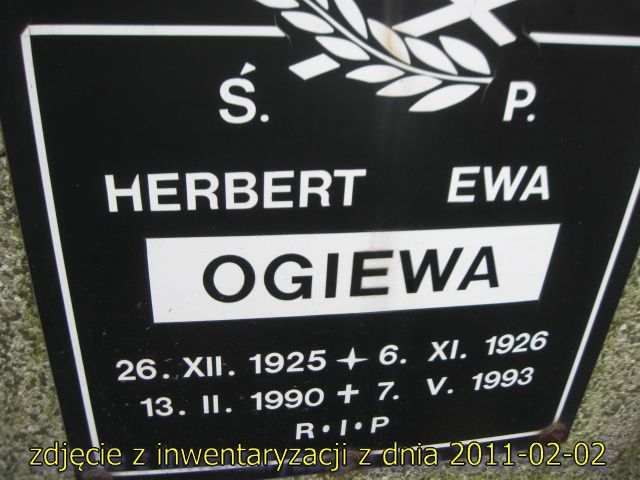 Ś. P.
HERBERT EWA
OGIEWA
26. XII. 1925 ✦ 6. XI. 1926
13. II. 1990 + 7. V. 1993
R•I•P
zdjęcie z inwentaryzacji z dnia 2011-02-02